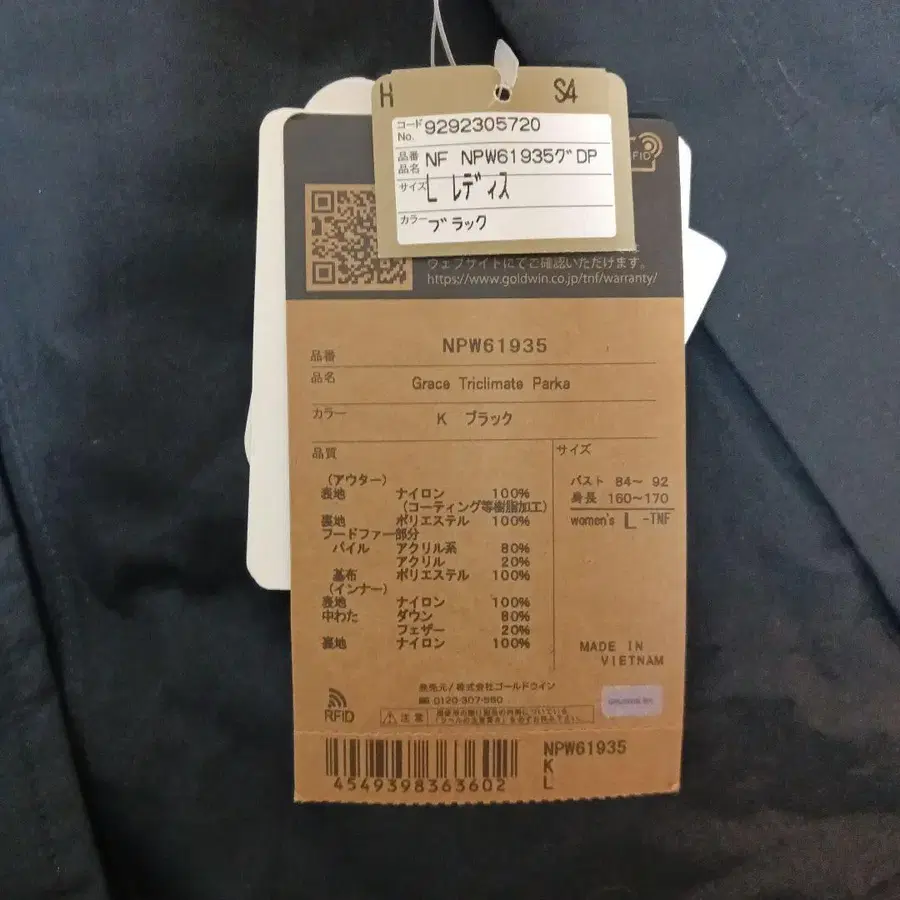 H S4
コードNo. 9292305720
品番 品名 NF NPW61935グDP
サイズ L レディス
カラー ブラック
ウェブサイトにてご確認いただけます。
https://www.goldwin.co.jp/tnf/warranty/
品番 NPW61935
品名 Grace Triclimate Parka
カラー K ブラック
品質
(アウター)
表地 ナイロン 100%
(コーティング等樹脂加工)
裏地 ポリエステル 100%
フードファー部分
パイル アクリル系 80%
アクリル 20%
基布 ポリエステル 100%
(インナー)
表地 ナイロン 100%
中わた ダウン 80%
フェザー 20%
裏地 ナイロン 100%
サイズ
バスト 84~ 92
身長 160~170
women's L -TNF
MADE IN
VIETNAM
発売元/株式会社ゴールドウイン
0120-307-560
RFID
注意
4549398363602
NPW61935
K
L